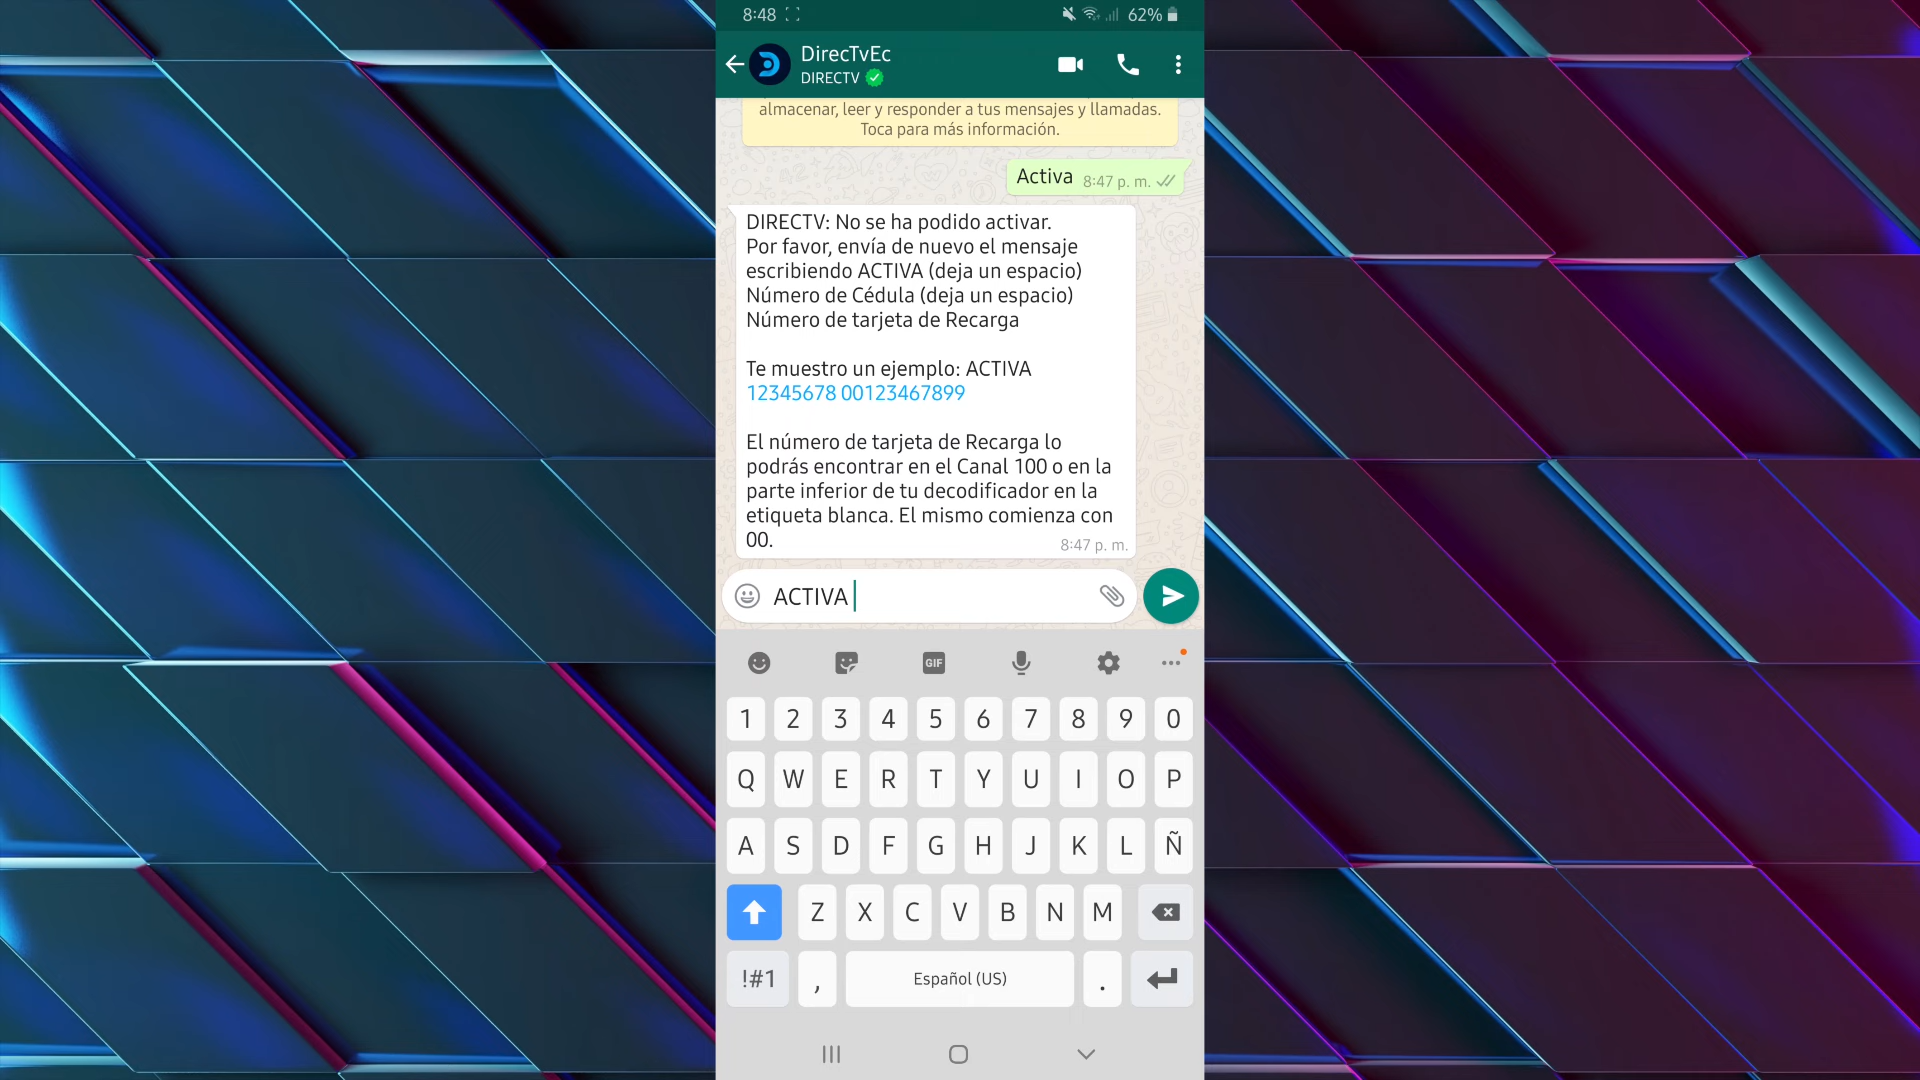 8:48
62%
DirecTvEc
DIRECTV
almacenar, leer y responder a tus mensajes y llamadas.
Toca para más información.
Activa 8:47 p. m.
DIRECTV: No se ha podido activar.
Por favor, envía de nuevo el mensaje
escribiendo ACTIVA (deja un espacio)
Número de Cédula (deja un espacio)
Número de tarjeta de Recarga
Te muestro un ejemplo: ACTIVA
12345678 00123467899
El número de tarjeta de Recarga lo
podrás encontrar en el Canal 100 o en la
parte inferior de tu decodificador en la
etiqueta blanca. El mismo comienza con
00.
8:47 p. m.
ACTIVA
GIF
1 2 3 4 5 6 7 8 9 0
Q W E R T Y U I O P
A S D F G H J K L Ñ
Z X C V B N M
!#1 , Español (US) .